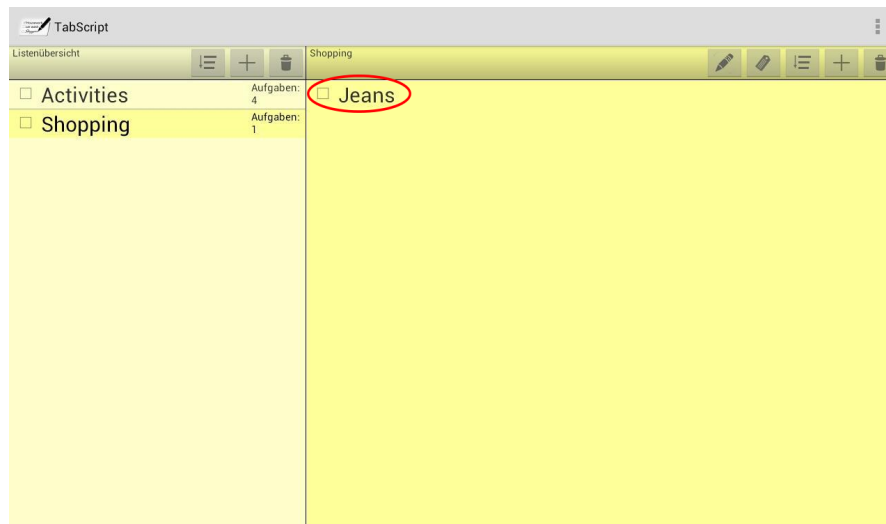 TabScript
Listenübersicht
Activities
Aufgaben:
4
Shopping
Aufgaben:
1
Shopping
Jeans